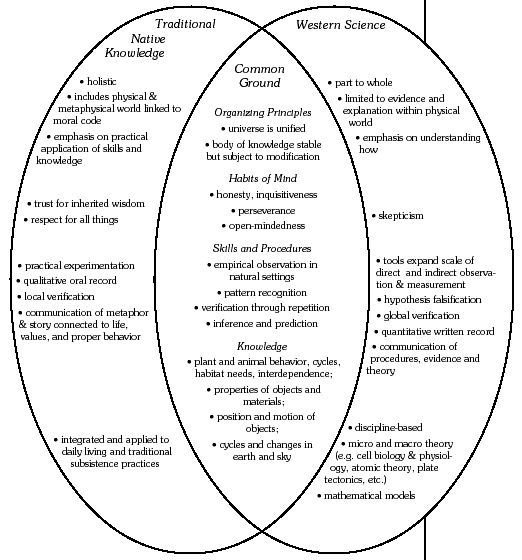 Traditional
Native
Knowledge
• holistic
• includes physical &
metaphysical world linked to
moral code
• emphasis on practical
application of skills and
knowledge
• trust for inherited wisdom
• respect for all things
• practical experimentation
• qualitative oral record
• local verification
• communication of metaphor
& story connected to life,
values, and proper behavior
• integrated and applied to
daily living and traditional
subsistence practices
Common
Ground
Organizing Principles
• universe is unified
• body of knowledge stable
but subject to modification
Habits of Mind
• honesty, inquisitiveness
• perseverance
• open-mindedness
Skills and Procedures
• empirical observation in
natural settings
• pattern recognition
• verification through repetition
• inference and prediction
Knowledge
• plant and animal behavior, cycles,
habitat needs, interdependence;
• properties of objects and
materials;
• position and motion of
objects;
• cycles and changes in
earth and sky
Western Science
• part to whole
• limited to evidence and
explanation within physical
world
• emphasis on understanding
how
• skepticism
• tools expand scale of
direct and indirect observa-
tion & measurement
• hypothesis falsification
• global verification
• quantitative written record
• communication of
procedures, evidence and
theory
• discipline-based
• micro and macro theory
(e.g. cell biology & physiol-
ogy, atomic theory, plate
tectonics, etc.)
• mathematical models